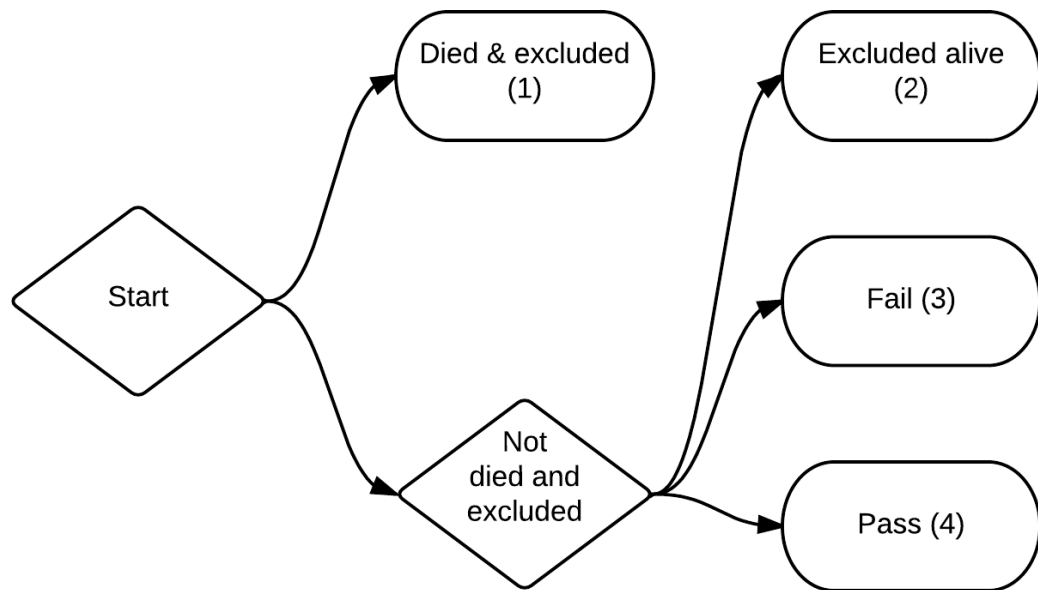 Died & excluded
(1)
Excluded alive
(2)
Start
Fail (3)
Not
died and
excluded
Pass (4)